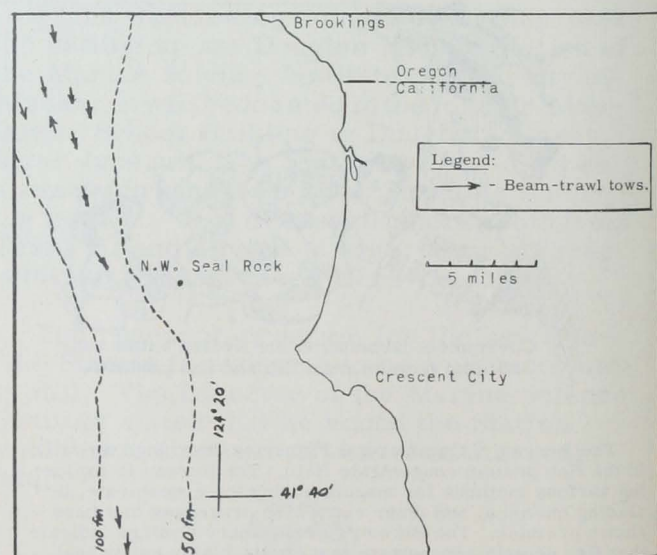 Brookings
Oregon
California
Legend:
→ - Beam-trawl tows.
N.W. Seal Rock
5 miles
Crescent City
124° 20'
41° 40'
100 fm
50 fm